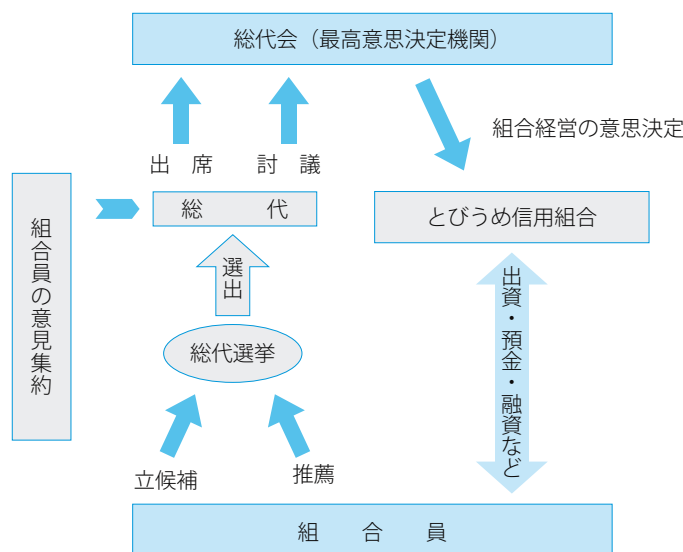 総代会（最高意思決定機関）
組合経営の意思決定
出　席
討　議
総　　代
とびうめ信用組合
組合員の意見集約
選出
総代選挙
出資・預金・融資など
立候補
推薦
組　合　員